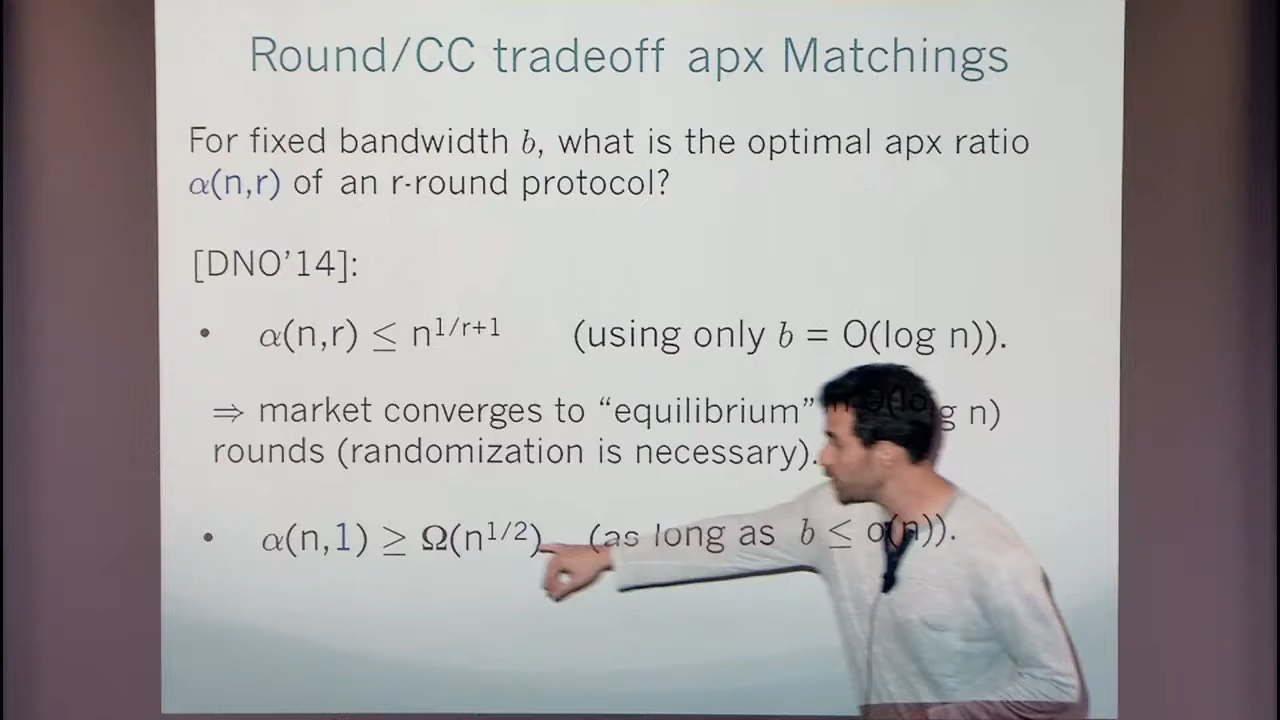 Round/CC tradeoff apx Matchings
For fixed bandwidth b, what is the optimal apx ratio
α(n,r) of an r-round protocol?
[DNO'14]:
• α(n,r) ≤ n^1/r+1 (using only b = O(log n)).
⇒ market converges to “equilibrium” in O(log n)
rounds (randomization is necessary).
• α(n,1) ≥ Ω(n^1/2) (as long as b ≤ o(n)).